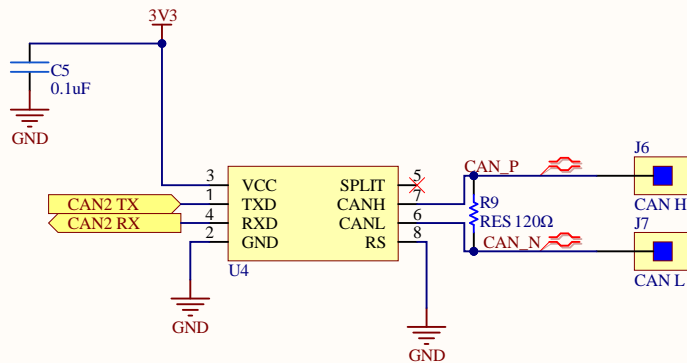 3V3
C5
0.1uF
GND
J6
CAN_P
3 VCC SPLIT 5
CAN2 TX 1 TXD CANH 7
CAN H
R9
J7
CAN2 RX 4 RXD CANL 6
RES 120Ω
2 GND RS 8
CAN_N
U4
CAN L
GND
GND